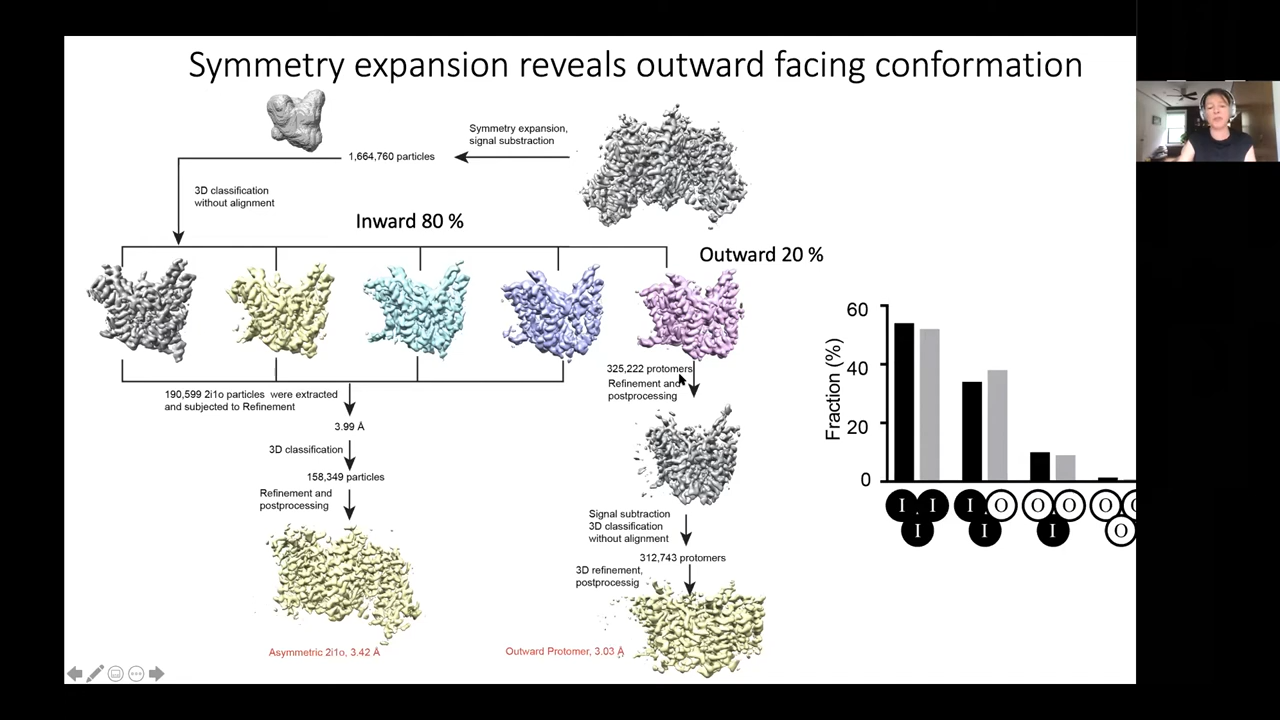 Symmetry expansion reveals outward facing conformation
Symmetry expansion,
signal substraction
1,664,760 particles
3D classification
without alignment
Inward 80 %
Outward 20 %
325,222 protomers
Refinement and
postprocessing
190,599 2i1o particles were extracted
and subjected to Refinement
3.99 Å
3D classification
158,349 particles
Refinement and
postprocessing
Asymmetric 2i1o, 3.42 Å
Signal subtraction
3D classification
without alignment
312,743 protomers
3D refinement,
postprocessig
Outward Protomer, 3.03 Å
Fraction (%)
60
40
20
0
I I I O O O O O
I I I O